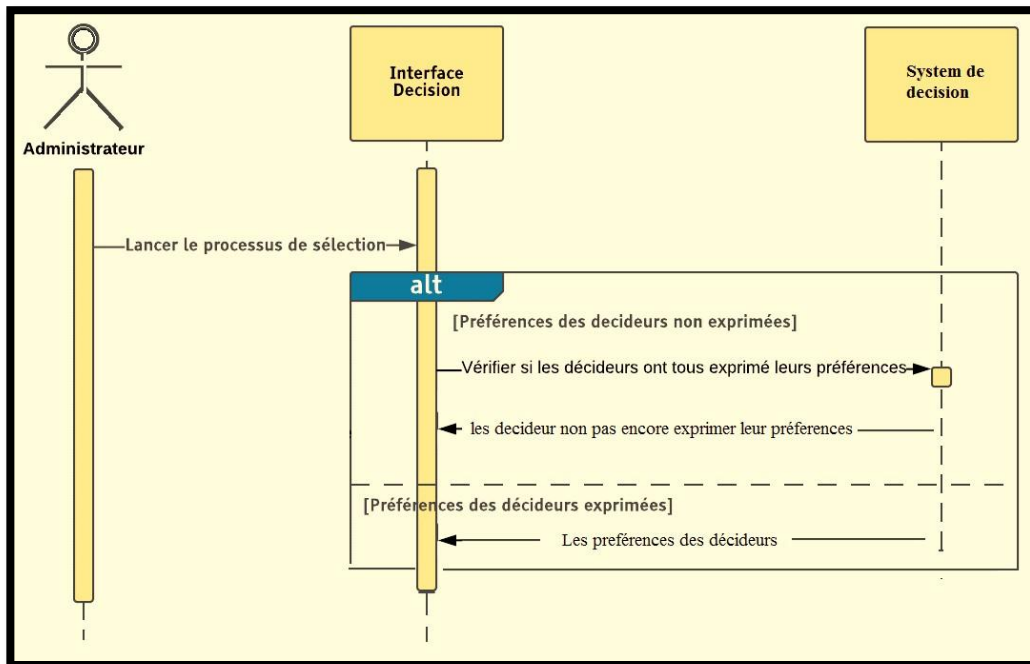 Administrateur
Interface
Decision
System de
decision
Lancer le processus de sélection
alt
[Préférences des decideurs non exprimées]
Vérifier si les décideurs ont tous exprimé leurs préférences
les decideur non pas encore exprimer leur préferences
[Préférences des décideurs exprimées]
Les preférences des décideurs